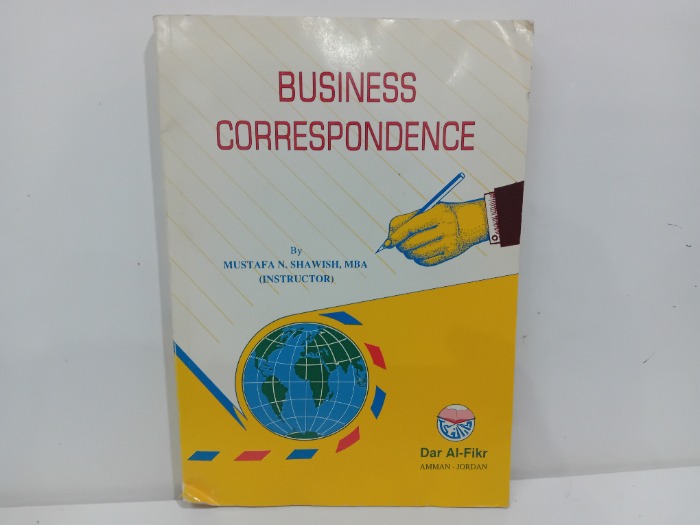 BUSINESS
CORRESPONDENCE
By
MUSTAFA N. SHAWISH, MBA
(INSTRUCTOR)
Dar Al-Fikr
AMMAN - JORDAN